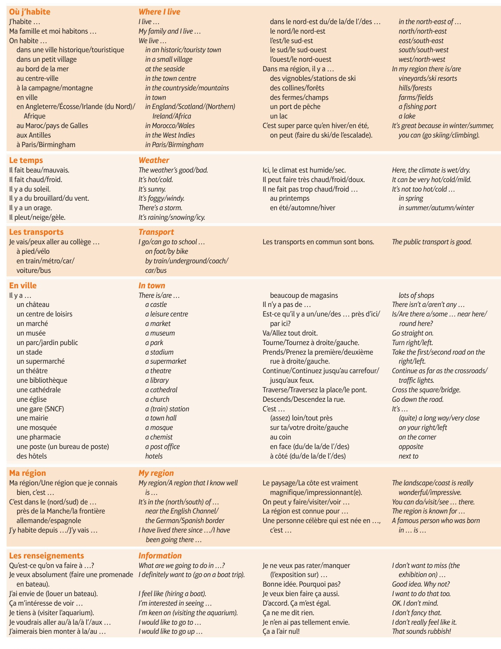 Où j'habite
Where I live
J'habite …
I live …
Ma famille et moi habitons …
My family and I live …
On habite …
We live …
dans une ville historique/touristique
in an historic/touristy town
dans un petit village
in a small village
au bord de la mer
at the seaside
au centre-ville
in the town centre
à la campagne/montagne
in the countryside/mountains
en ville
in town
en Angleterre/Écosse/Irlande (du Nord)/
Afrique
in England/Scotland/(Northern)
Ireland/Africa
au Maroc/pays de Galles
in Morocco/Wales
aux Antilles
in the West Indies
à Paris/Birmingham
in Paris/Birmingham
dans le nord-est du/de la/de l'/des …
in the north-east of …
le nord/le nord-est
north/north-east
l'est/le sud-est
east/south-east
le sud/le sud-ouest
south/south-west
l'ouest/le nord-ouest
west/north-west
Dans ma région, il y a …
In my region there is/are
des vignobles/stations de ski
vineyards/ski resorts
des collines/forêts
hills/forests
des fermes/champs
farms/fields
un port de pêche
a fishing port
un lac
a lake
C'est super parce qu'en hiver/en été,
on peut (faire du ski/de l'escalade).
It's great because in winter/summer,
you can (go skiing/climbing).
Le temps
Weather
Il fait beau/mauvais.
The weather's good/bad.
Il fait chaud/froid.
It's hot/cold.
Il y a du soleil.
It's sunny.
Il y a du brouillard/du vent.
It's foggy/windy.
Il y a un orage.
There's a storm.
Il pleut/neige/gèle.
It's raining/snowing/icy.
Ici, le climat est humide/sec.
Here, the climate is wet/dry.
Il peut faire très chaud/froid/doux.
It can be very hot/cold/mild.
Il ne fait pas trop chaud/froid …
It's not too hot/cold …
au printemps
in spring
en été/automne/hiver
in summer/autumn/winter
Les transports
Transport
Je vais/peux aller au collège …
I go/can go to school …
à pied/vélo
on foot/by bike
en train/métro/car/
voiture/bus
by train/underground/coach/
car/bus
Les transports en commun sont bons.
The public transport is good.
En ville
In town
Il y a …
There is/are …
un château
a castle
un centre de loisirs
a leisure centre
un marché
a market
un musée
a museum
un parc/jardin public
a park
un stade
a stadium
un supermarché
a supermarket
un théâtre
a theatre
une bibliothèque
a library
une cathédrale
a cathedral
une église
a church
une gare (SNCF)
a (train) station
une mairie
a town hall
une mosquée
a mosque
une pharmacie
a chemist
une poste (un bureau de poste)
a post office
des hôtels
hotels
beaucoup de magasins
lots of shops
Il n'y a pas de …
There isn't a/aren't any …
Est-ce qu'il y a un/une/des … près d'ici/
par ici?
Is/Are there a/some … near here/
round here?
Va/Allez tout droit.
Go straight on.
Tourne/Tournez à droite/gauche.
Turn right/left.
Prends/Prenez la première/deuxième
rue à droite/gauche.
Take the first/second road on the
right/left.
Continue/Continuez jusqu'au carrefour/
jusqu'aux feux.
Continue as far as the crossroads/
traffic lights.
Traverse/Traversez la place/le pont.
Cross the square/bridge.
Descends/Descendez la rue.
Go down the road.
C'est …
It's …
(assez) loin/tout près
(quite) a long way/very close
sur ta/votre droite/gauche
on your right/left
au coin
on the corner
en face (du/de la/de l'/des)
opposite
à côté (du/de la/de l'/des)
next to
Ma région
My region
Ma région/Une région que je connais
bien, c'est …
My region/A region that I know well
is …
C'est dans le (nord/sud) de …
It's in the (north/south) of …
près de la Manche/la frontière
allemande/espagnole
near the English Channel/
the German/Spanish border
J'y habite depuis …/J'y vais …
I have lived there since …/I have
been going there …
Le paysage/La côte est vraiment
magnifique/impressionnant(e).
The landscape/coast is really
wonderful/impressive.
On peut y faire/visiter/voir …
You can do/visit/see … there.
La région est connue pour …
The region is known for …
Une personne célèbre qui est née en …,
c'est …
A famous person who was born
in … is …
Les renseignements
Information
Qu'est-ce qu'on va faire à …?
What are we going to do in …?
Je veux absolument (faire une promenade
en bateau).
I definitely want to (go on a boat trip).
J'ai envie de (louer un bateau).
I feel like (hiring a boat).
Ça m'intéresse de voir …
I'm interested in seeing …
Je tiens à (visiter l'aquarium).
I'm keen on (visiting the aquarium).
Je voudrais aller au/à la/à l'/aux …
I would like to go to …
J'aimerais bien monter à la/au …
I would like to go up …
Je ne veux pas rater/manquer
(l'exposition sur) …
I don't want to miss (the
exhibition on) …
Bonne idée. Pourquoi pas?
Good idea. Why not?
Je veux bien faire ça aussi.
I want to do that too.
D'accord. Ça m'est égal.
OK. I don't mind.
Ça ne me dit rien.
I don't fancy that.
Je n'en ai pas tellement envie.
I don't really feel like it.
Ça a l'air nul!
That sounds rubbish!